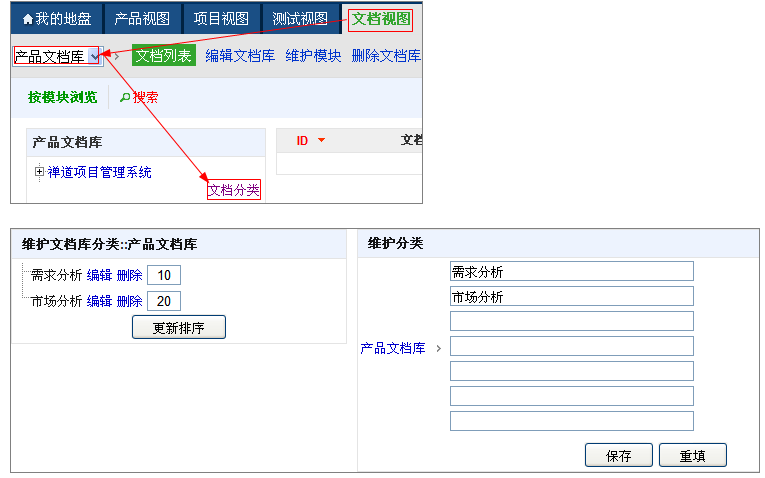 我的地盘 产品视图 项目视图 测试视图 文档视图
产品文档库 文档列表 编辑文档库 维护模块 删除文档库
按模块浏览 搜索
产品文档库 ID
禅道项目管理系统
文档分类
维护文档库分类::产品文档库
需求分析 编辑 删除 10
市场分析 编辑 删除 20
更新排序
维护分类
需求分析
市场分析
产品文档库 ›
保存 重填